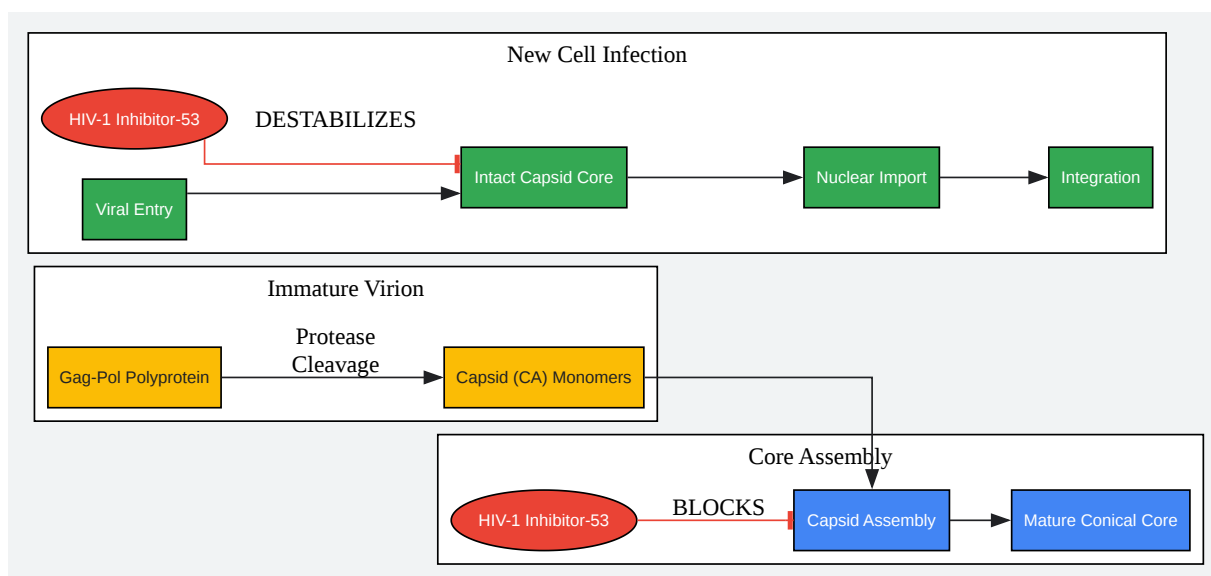 New Cell Infection
HIV-1 Inhibitor-53
DESTABILIZES
Intact Capsid Core
Nuclear Import
Integration
Viral Entry
Immature Virion
Protease
Cleavage
Gag-Pol Polyprotein
Capsid (CA) Monomers
Core Assembly
HIV-1 Inhibitor-53
BLOCKS
Capsid Assembly
Mature Conical Core